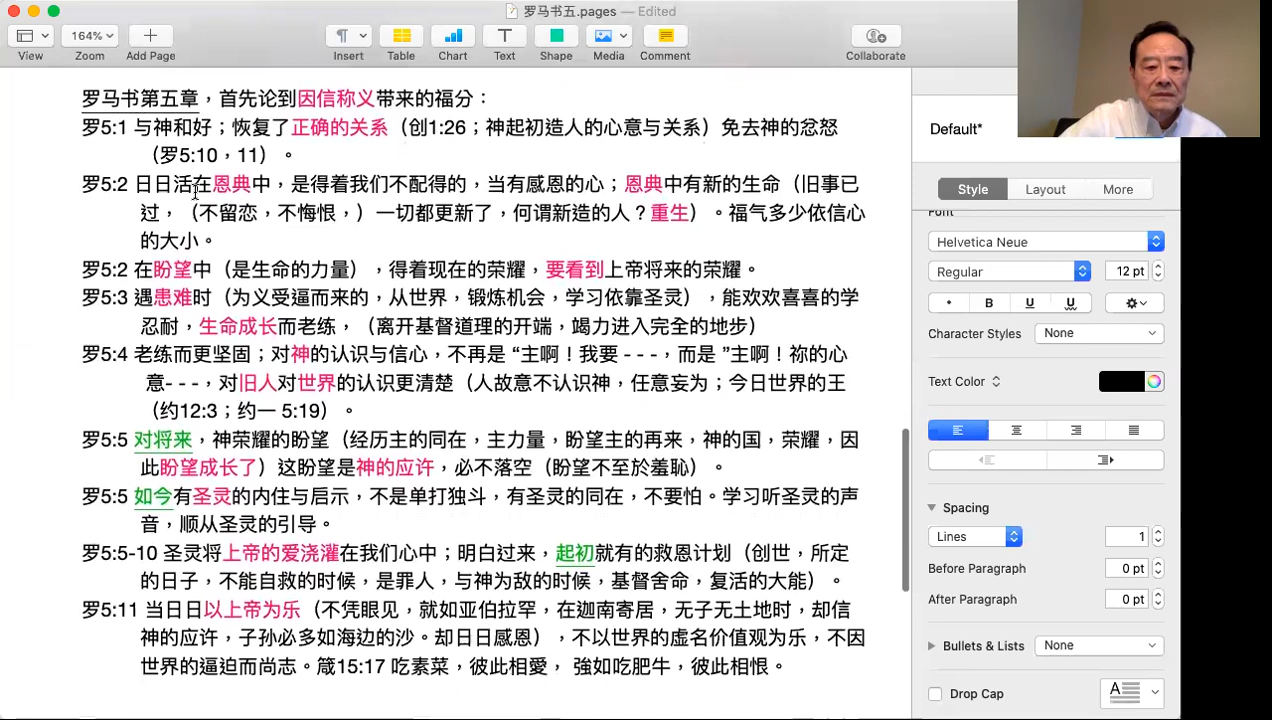 罗马书五.pages — Edited
164%
View
Zoom
Add Page
Insert
Table
Chart
Text
Shape
Media
Comment
Collaborate
罗马书第五章，首先论到因信称义带来的福分：
罗5:1 与神和好；恢复了正确的关系（创1:26；神起初造人的心意与关系）免去神的忿怒
（罗5:10，11）。
罗5:2 日日活在恩典中，是得着我们不配得的，当有感恩的心；恩典中有新的生命（旧事已
过，（不留恋，不悔恨，）一切都更新了，何谓新造的人？重生）。福气多少依信心
的大小。
罗5:2 在盼望中（是生命的力量），得着现在的荣耀，要看到上帝将来的荣耀。
罗5:3 遇患难时（为义受逼而来的，从世界，锻炼机会，学习依靠圣灵），能欢欢喜喜的学
忍耐，生命成长而老练，（离开基督道理的开端，竭力进入完全的地步）
罗5:4 老练而更坚固；对神的认识与信心，不再是 “主啊！我要 - - -，而是 ”主啊！祢的心
意- - -，对旧人对世界的认识更清楚（人故意不认识神，任意妄为；今日世界的王
（约12:3；约一 5:19）。
罗5:5 对将来，神荣耀的盼望（经历主的同在，主力量，盼望主的再来，神的国，荣耀，因
此盼望成长了）这盼望是神的应许，必不落空（盼望不至於羞恥）。
罗5:5 如今有圣灵的内住与启示，不是单打独斗，有圣灵的同在，不要怕。学习听圣灵的声
音，顺从圣灵的引导。
罗5:5-10 圣灵将上帝的爱浇灌在我们心中；明白过来，起初就有的救恩计划（创世，所定
的日子，不能自救的时候，是罪人，与神为敌的时候，基督舍命，复活的大能）。
罗5:11 当日日以上帝为乐（不凭眼见，就如亚伯拉罕，在迦南寄居，无子无土地时，却信
神的应许，子孙必多如海边的沙。却日日感恩），不以世界的虚名价值观为乐，不因
世界的逼迫而尚志。箴15:17 吃素菜，彼此相愛， 強如吃肥牛，彼此相恨。
Default*
Style
Layout
More
Font
Helvetica Neue
Regular
12 pt
B
U
U
Character Styles
None
Text Color
Spacing
Lines
1
Before Paragraph
0 pt
After Paragraph
0 pt
Bullets & Lists
None
Drop Cap
A